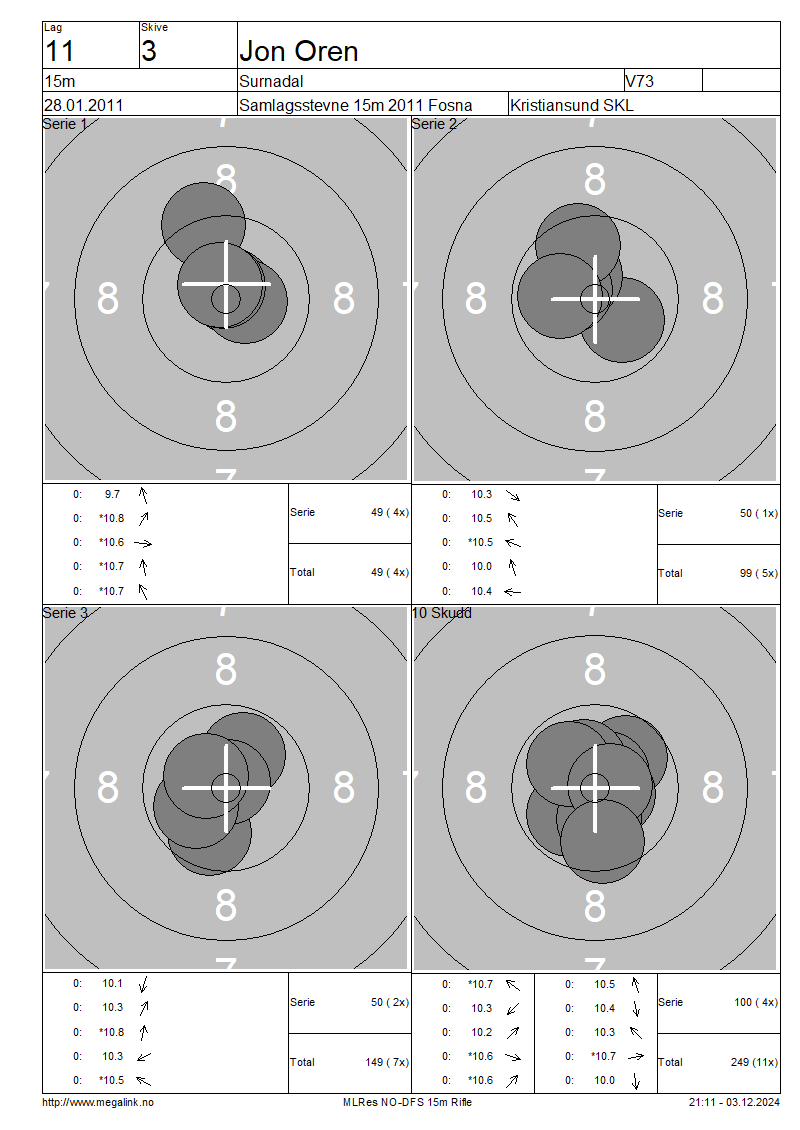 Lag
Skive
11
3
Jon Oren
15m
Surnadal
V73
28.01.2011
Samlagsstevne 15m 2011 Fosna
Kristiansund SKL
Serie 1
7
8
7
8
8
8
7
Serie 2
7
8
8
8
7
8
7
0: 9.7
0: *10.8
0: *10.6
0: *10.7
0: *10.7
Serie 49 ( 4x)
Total 49 ( 4x)
0: 10.3
0: 10.5
0: *10.5
0: 10.0
0: 10.4
Serie 50 ( 1x)
Total 99 ( 5x)
Serie 3
7
8
7
8
8
8
7
10 Skudd
7
8
8
8
7
8
7
0: 10.1
0: 10.3
0: *10.8
0: 10.3
0: *10.5
Serie 50 ( 2x)
Total 149 ( 7x)
0: *10.7
0: 10.3
0: 10.2
0: *10.6
0: *10.6
0: 10.5
0: 10.4
0: 10.3
0: *10.7
0: 10.0
Serie 100 ( 4x)
Total 249 (11x)
http://www.megalink.no
MLRes NO-DFS 15m Rifle
21:11 - 03.12.2024